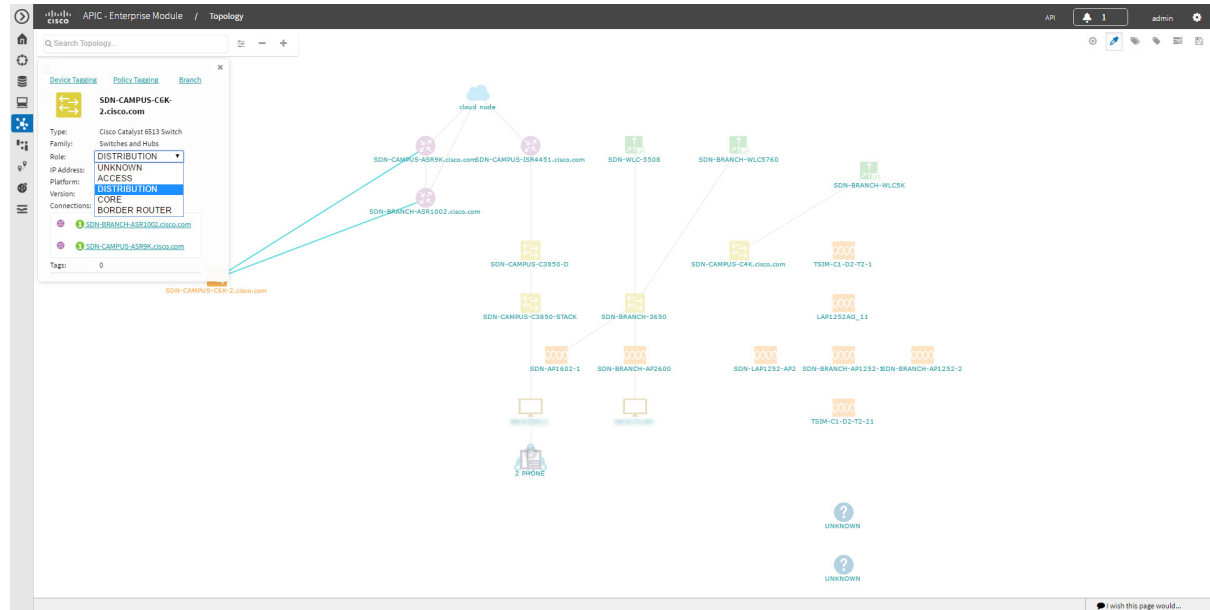 cisco APIC - Enterprise Module / Topology API 1 admin
Search Topology...
Device Tagging Policy Tagging Branch
SDN-CAMPUS-C6K-
2.cisco.com
Type: Cisco Catalyst 6513 Switch
Family: Switches and Hubs
Role: DISTRIBUTION
UNKNOWN
ACCESS
DISTRIBUTION
CORE
BORDER ROUTER
IP Address:
Platform:
Version:
Connections:
1 SDN-BRANCH-ASR1002.cisco.com
1 SDN-CAMPUS-ASR9K.cisco.com
Tags: 0
SDN-CAMPUS-C6K-2.cisco.com
cloud node
SDN-CAMPUS-ASR9K.cisco.com
SDN-CAMPUS-ISR4451.cisco.com
SDN-WLC-5508
SDN-BRANCH-WLC5760
SDN-BRANCH-WLC5K
SDN-BRANCH-ASR1002.cisco.com
SDN-CAMPUS-C3850-D
SDN-CAMPUS-C4K.cisco.com
TSIM-C1-D2-T2-1
SDN-CAMPUS-C3850-STACK
SDN-BRANCH-3650
LAP1252AG_11
SDN-AP1602-1
SDN-BRANCH-AP2600
SDN-LAP1252-AP2
SDN-BRANCH-AP1252-1
SDN-BRANCH-AP1252-2
TSIM-C1-D2-T2-21
2 PHONE
UNKNOWN
UNKNOWN
I wish this page would...